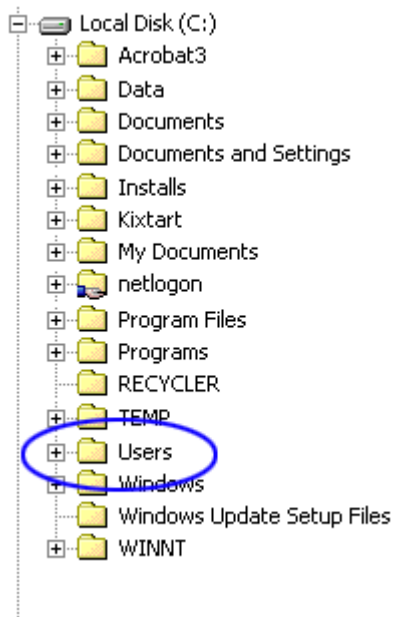 Local Disk (C:)
Acrobat3
Data
Documents
Documents and Settings
Installs
Kixtart
My Documents
netlogon
Program Files
Programs
RECYCLER
TEMP
Users
Windows
Windows Update Setup Files
WINNT